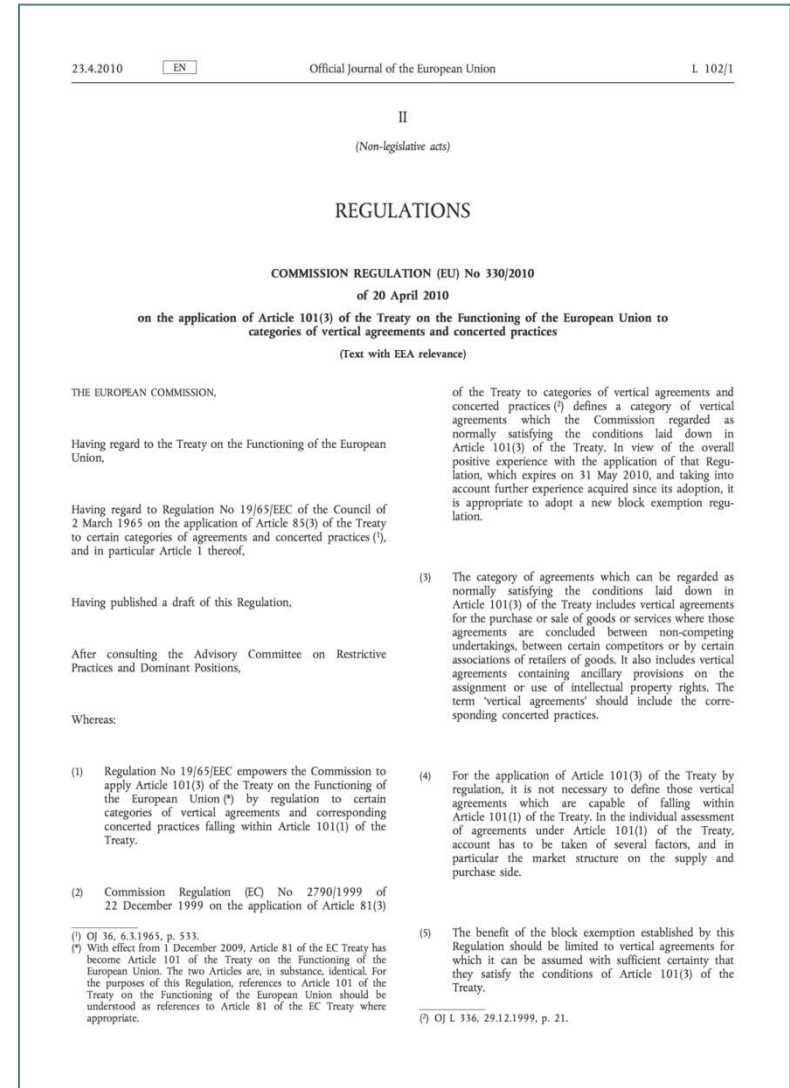 23.4.2010 EN Official Journal of the European Union L 102/1
II
(Non-legislative acts)
REGULATIONS
COMMISSION REGULATION (EU) No 330/2010
of 20 April 2010
on the application of Article 101(3) of the Treaty on the Functioning of the European Union to
categories of vertical agreements and concerted practices
(Text with EEA relevance)
THE EUROPEAN COMMISSION,
Having regard to the Treaty on the Functioning of the European
Union,
Having regard to Regulation No 19/65/EEC of the Council of
2 March 1965 on the application of Article 85(3) of the Treaty
to certain categories of agreements and concerted practices (¹),
and in particular Article 1 thereof,
Having published a draft of this Regulation,
After consulting the Advisory Committee on Restrictive
Practices and Dominant Positions,
Whereas:
(1) Regulation No 19/65/EEC empowers the Commission to
apply Article 101(3) of the Treaty on the Functioning of
the European Union (*) by regulation to certain
categories of vertical agreements and corresponding
concerted practices falling within Article 101(1) of the
Treaty.
(2) Commission Regulation (EC) No 2790/1999 of
22 December 1999 on the application of Article 81(3)
(¹) OJ 36, 6.3.1965, p. 533.
(*) With effect from 1 December 2009, Article 81 of the EC Treaty has
become Article 101 of the Treaty on the Functioning of the
European Union. The two Articles are, in substance, identical. For
the purposes of this Regulation, references to Article 101 of the
Treaty on the Functioning of the European Union should be
understood as references to Article 81 of the EC Treaty where
appropriate.
of the Treaty to categories of vertical agreements and
concerted practices (²) defines a category of vertical
agreements which the Commission regarded as
normally satisfying the conditions laid down in
Article 101(3) of the Treaty. In view of the overall
positive experience with the application of that Regu-
lation, which expires on 31 May 2010, and taking into
account further experience acquired since its adoption, it
is appropriate to adopt a new block exemption regu-
lation.
(3) The category of agreements which can be regarded as
normally satisfying the conditions laid down in
Article 101(3) of the Treaty includes vertical agreements
for the purchase or sale of goods or services where those
agreements are concluded between non-competing
undertakings, between certain competitors or by certain
associations of retailers of goods. It also includes vertical
agreements containing ancillary provisions on the
assignment or use of intellectual property rights. The
term ‘vertical agreements’ should include the corre-
sponding concerted practices.
(4) For the application of Article 101(3) of the Treaty by
regulation, it is not necessary to define those vertical
agreements which are capable of falling within
Article 101(1) of the Treaty. In the individual assessment
of agreements under Article 101(1) of the Treaty,
account has to be taken of several factors, and in
particular the market structure on the supply and
purchase side.
(5) The benefit of the block exemption established by this
Regulation should be limited to vertical agreements for
which it can be assumed with sufficient certainty that
they satisfy the conditions of Article 101(3) of the
Treaty.
(²) OJ L 336, 29.12.1999, p. 21.